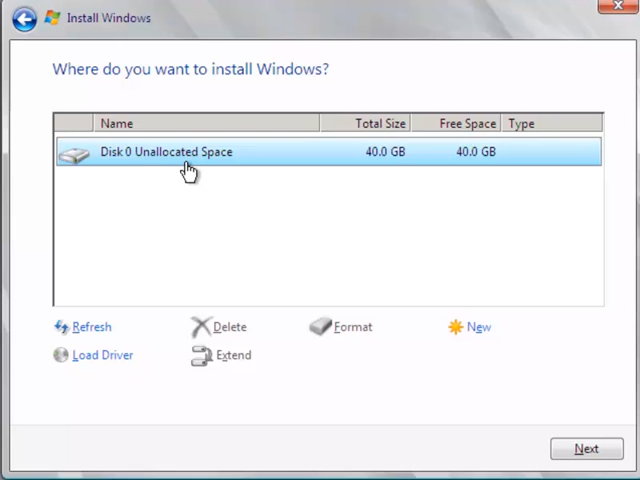 Install Windows
Where do you want to install Windows?
Name Total Size Free Space Type
Disk 0 Unallocated Space 40.0 GB 40.0 GB
Refresh Delete Format New
Load Driver Extend
Next